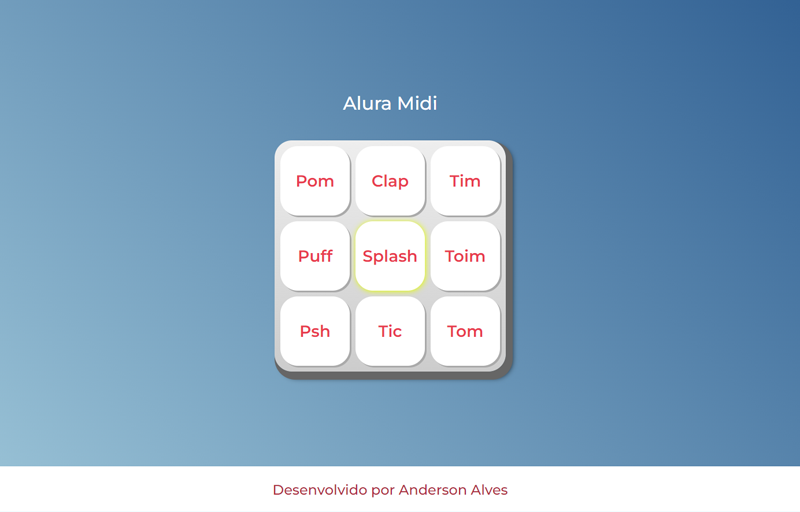 Alura Midi
Pom Clap Tim
Puff Splash Toim
Psh Tic Tom
Desenvolvido por Anderson Alves